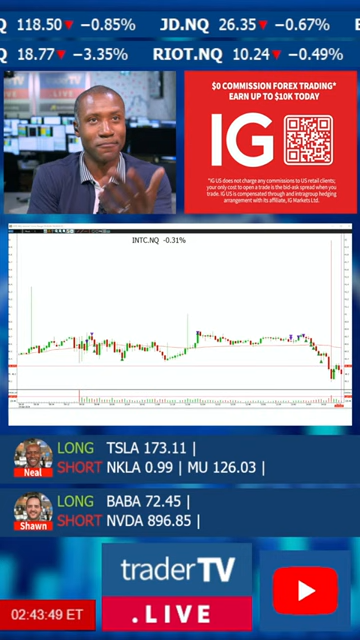 Q 118.50▼ −0.85% JD.NQ 26.35▼ −0.67%
Q 18.77▼ −3.35% RIOT.NQ 10.24▼ −0.49%
$0 COMMISSION FOREX TRADING*
EARN UP TO $10K TODAY
IG
*IG US does not charge any commissions to US retail clients;
your only cost to open a trade is the bid-ask spread when you
trade. IG US is compensated through and intragroup hedging
arrangement with its affiliate, IG Markets Ltd.
INTC.NQ -0.31%
LONG TSLA 173.11 |
SHORT NKLA 0.99 | MU 126.03 |
Neal
LONG BABA 72.45 |
SHORT NVDA 896.85 |
Shawn
traderTV
.LIVE
02:43:49 ET